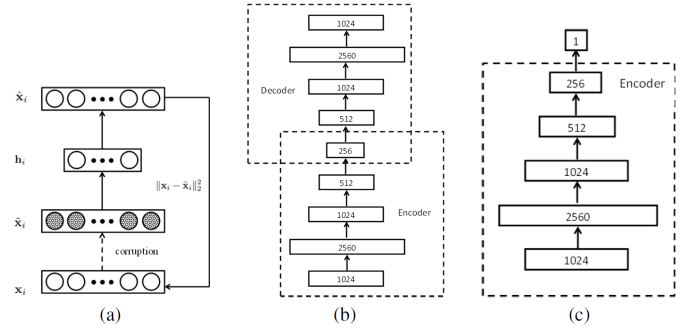 x̂ᵢ
hᵢ
x̃ᵢ
xᵢ
‖xᵢ − x̂ᵢ‖₂²
corruption
(a)
1024
2560
1024
Decoder
512
256
512
1024
Encoder
2560
1024
(b)
1
256
Encoder
512
1024
2560
1024
(c)